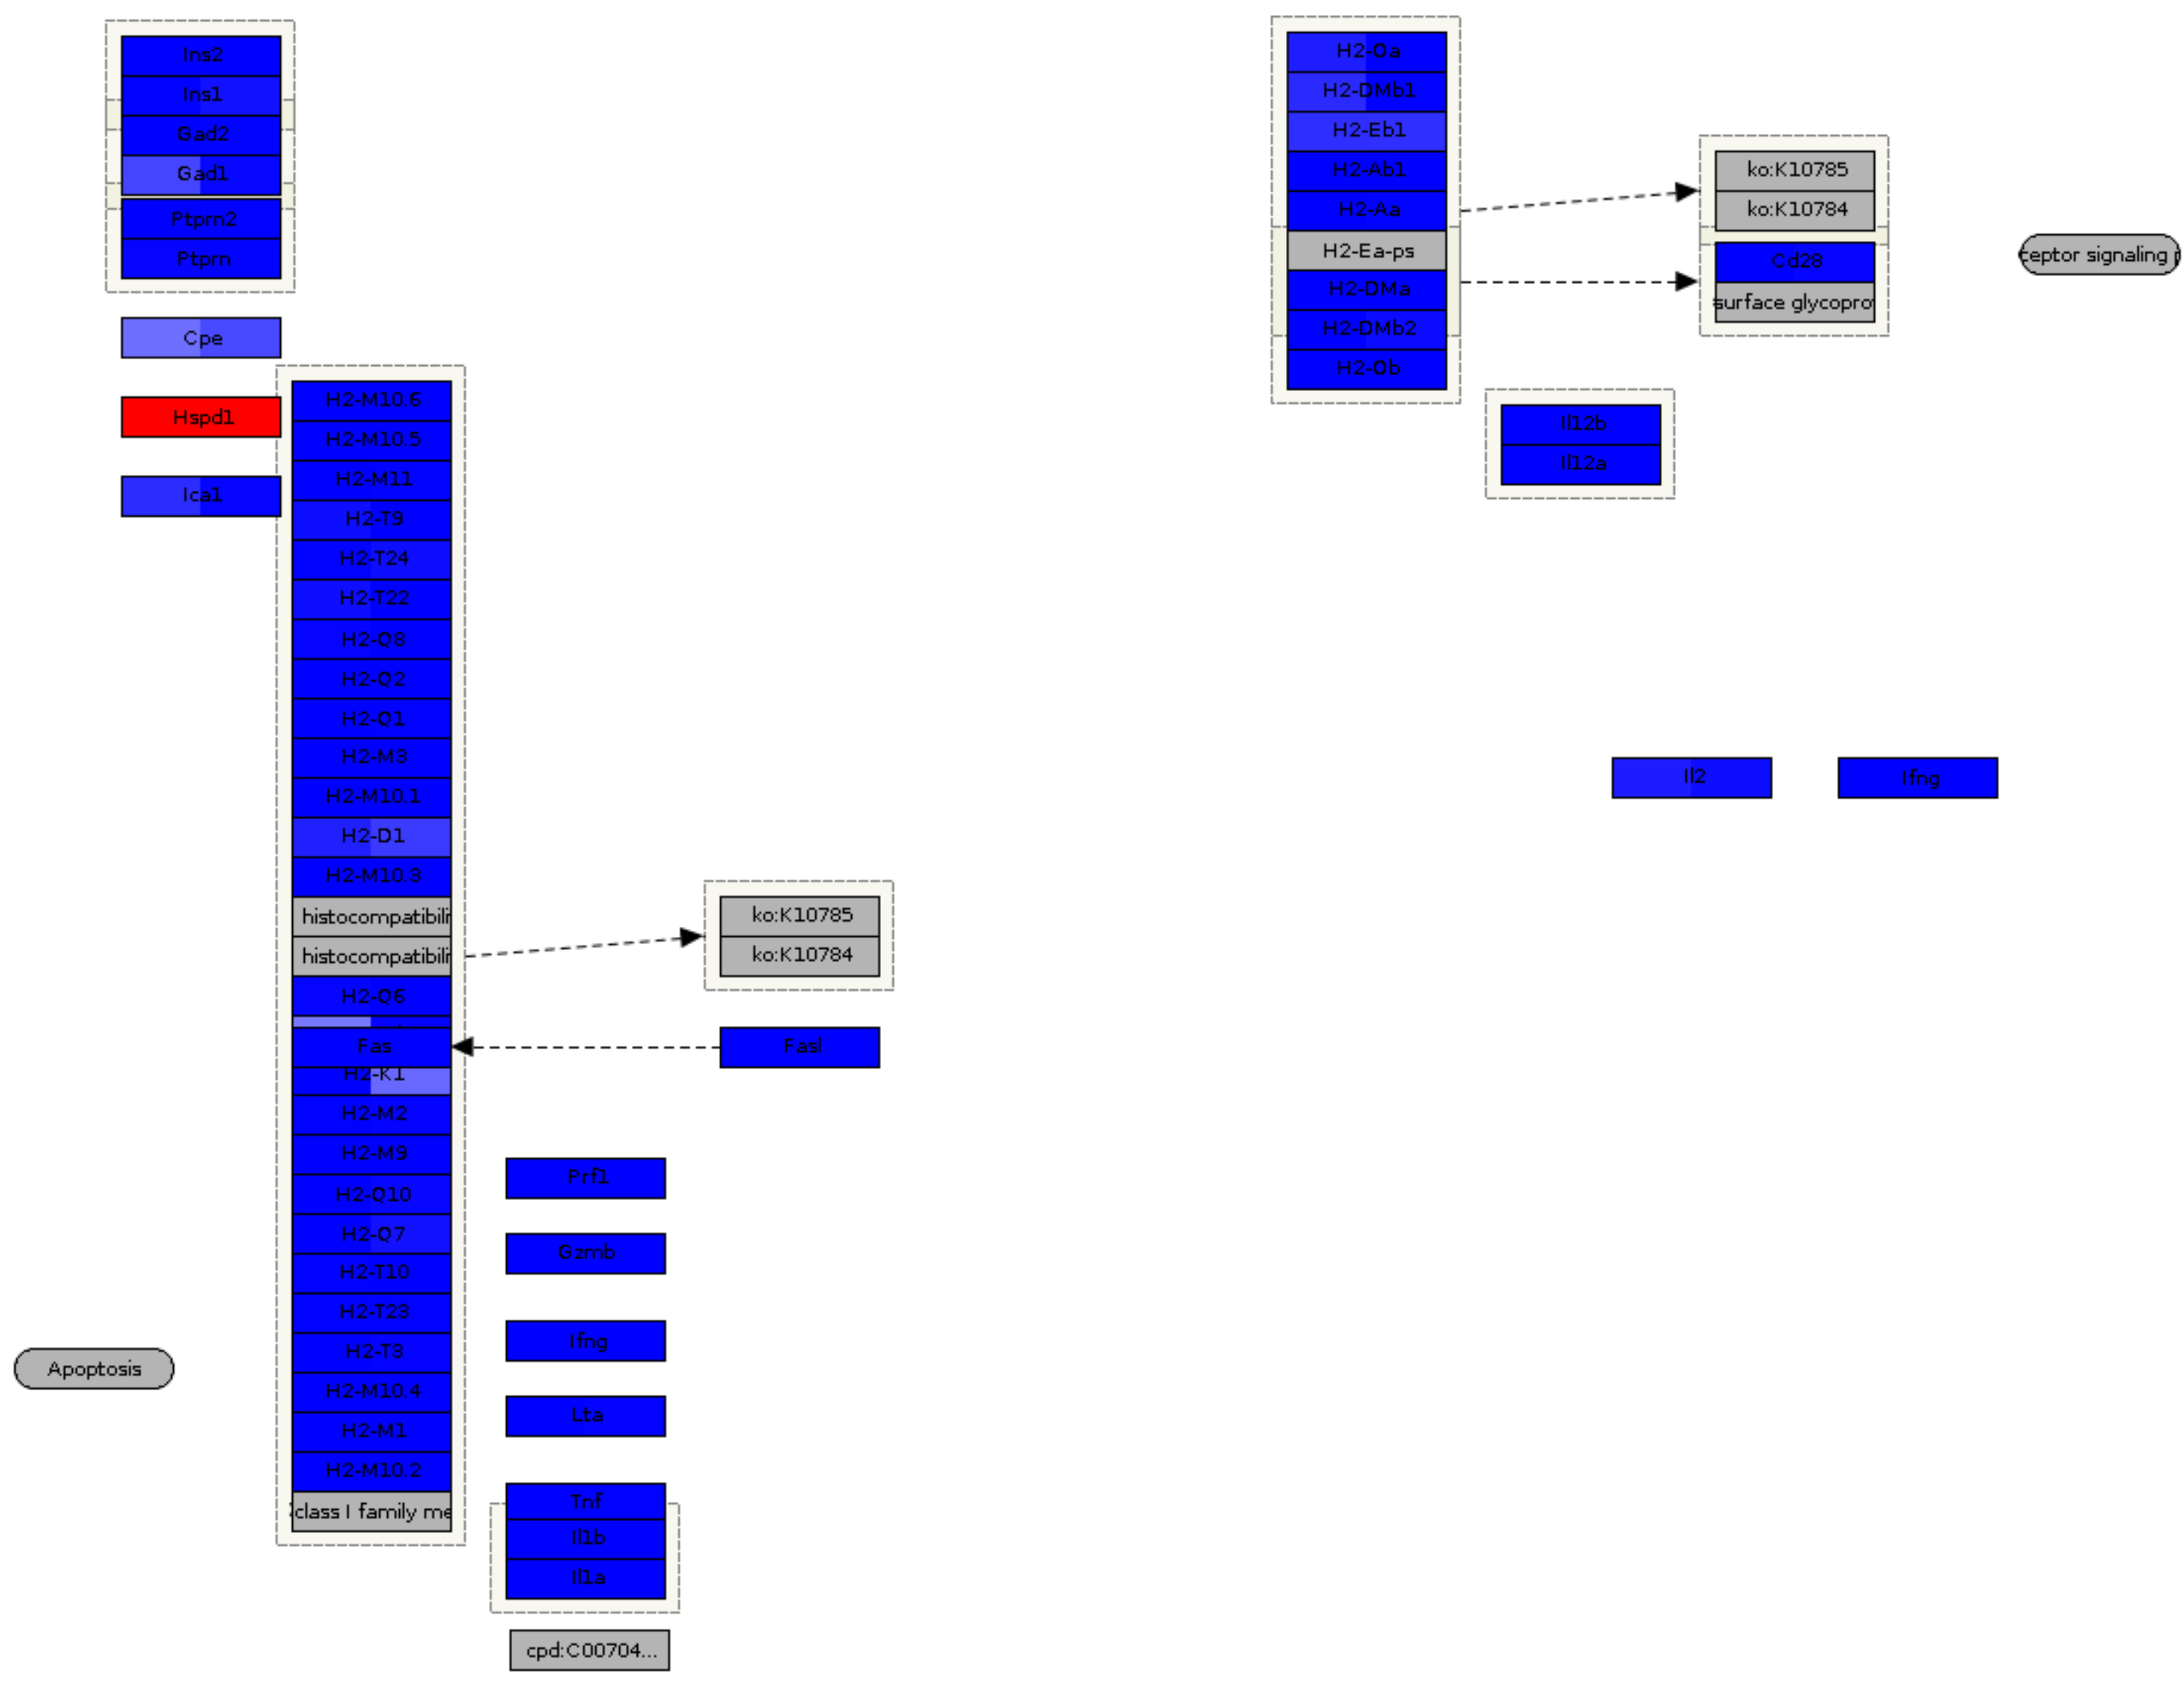 Ins2
Ins1
Gad2
Gad1
Ptprn2
Ptprn
Cpe
Hspd1
Ica1
H2-M10.6
H2-M10.5
H2-M11
H2-T9
H2-T24
H2-T22
H2-Q8
H2-Q2
H2-Q1
H2-M3
H2-M10.1
H2-D1
H2-M10.3
histocompatibili
histocompatibili
H2-Q6
Fas
H2-K1
H2-M2
H2-M9
H2-Q10
H2-Q7
H2-T10
H2-T23
H2-T3
H2-M10.4
H2-M1
H2-M10.2
class I family me
Apoptosis
ko:K10785
ko:K10784
Fasl
Prf1
Gzmb
Ifng
Lta
Tnf
Il1b
Il1a
cpd:C00704...
H2-Oa
H2-DMb1
H2-Eb1
H2-Ab1
H2-Aa
H2-Ea-ps
H2-DMa
H2-DMb2
H2-Ob
ko:K10785
ko:K10784
Cd28
surface glycopro
ceptor signaling p
Il12b
Il12a
Il2
Ifng